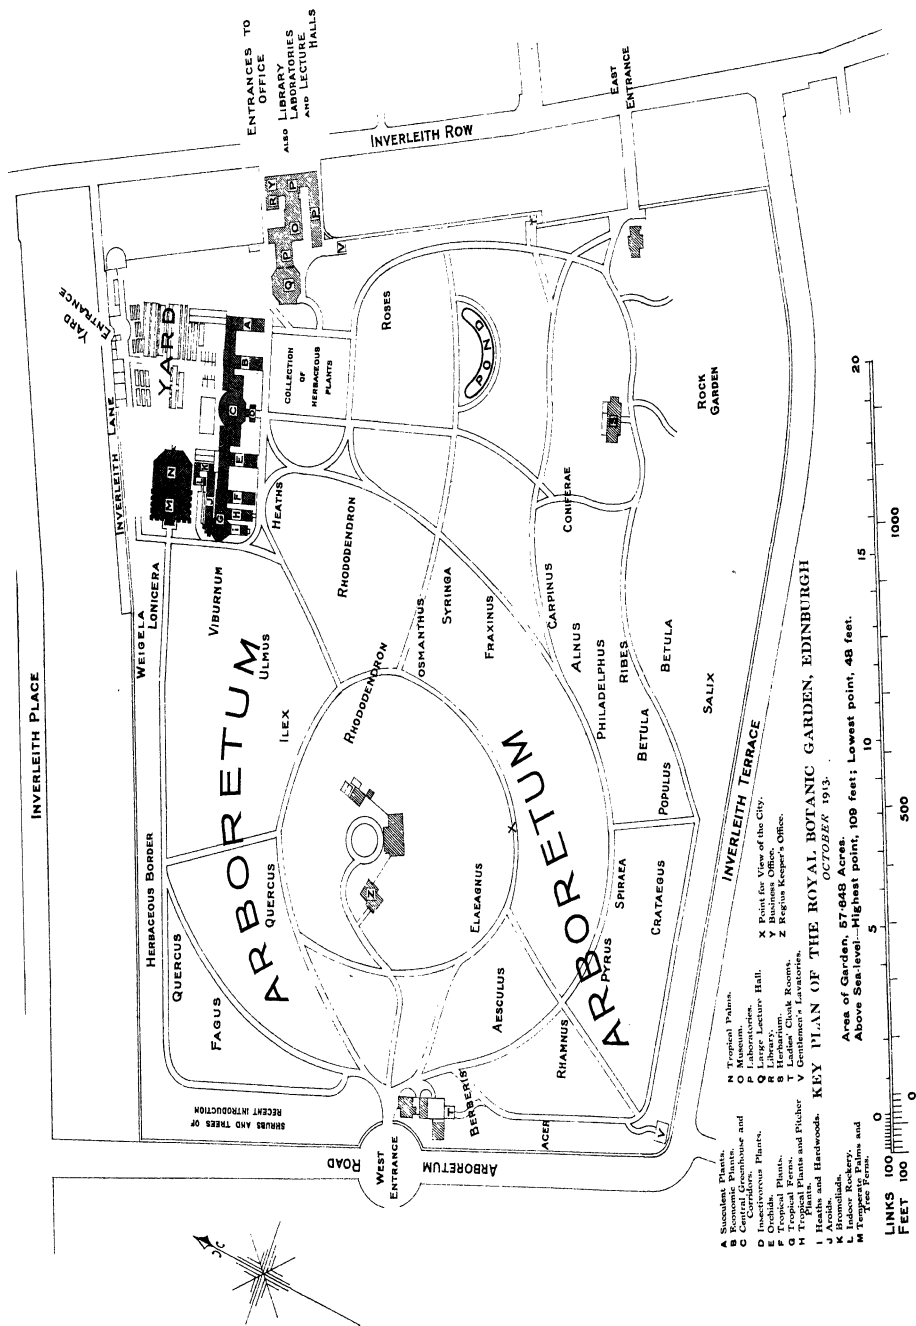 INVERLEITH PLACE
INVERLEITH LANE
YARD
ENTRANCE
YARD
ENTRANCES TO
OFFICE
ALSO LIBRARY
LABORATORIES
AND LECTURE
HALLS
INVERLEITH ROW
EAST
ENTRANCE
WEIGELA
LONICERA
VIBURNUM
ULMUS
ILEX
ARBORETUM
HERBACEOUS BORDER
QUERCUS
QUERCUS
FAGUS
SHRUBS AND TREES OF
RECENT INTRODUCTION
M
N
K
L
J
G
I
H
F
E
C
D
B
A
HEATHS
COLLECTION
OF
HERBACEOUS
PLANTS
R
Y
P
O
P
P
Q
V
T
ROSES
POND
RHODODENDRON
RHODODENDRON
OSMANTHUS
SYRINGA
FRAXINUS
CONIFERAE
CARPINUS
ALNUS
PHILADELPHUS
RIBES
BETULA
BETULA
SALIX
POPULUS
S
ROCK
GARDEN
Z
X
ELAEAGNUS
ARBORETUM
AESCULUS
SPIRAEA
CRATAEGUS
PYRUS
RHAMNUS
BERBERIS
ACER
T
V
WEST
ENTRANCE
ARBORETUM
ROAD
INVERLEITH TERRACE
A Succulent Plants.
B Economic Plants.
C Central Greenhouse and
Corridors.
D Insectivorous Plants.
E Orchids.
F Tropical Plants.
G Tropical Ferns.
H Tropical Plants and Pitcher
Plants.
I Heaths and Hardwoods.
J Aroids.
K Bromeliads.
L Indoor Rockery.
M Temperate Palms and
Tree Ferns.
N Tropical Palms.
O Museum.
P Laboratories.
Q Large Lecture Hall.
R Library.
S Herbarium.
T Ladies' Cloak Rooms.
V Gentlemen's Lavatories.
X Point for View of the City.
Y Business Office.
Z Regius Keeper's Office.
KEY PLAN OF THE ROYAL BOTANIC GARDEN, EDINBURGH
OCTOBER 1913.
Area of Garden, 57·848 Acres.
Above Sea-level—Highest point, 109 feet; Lowest point, 48 feet.
LINKS 100 0 5 10 15 20
FEET 100 0 500 1000